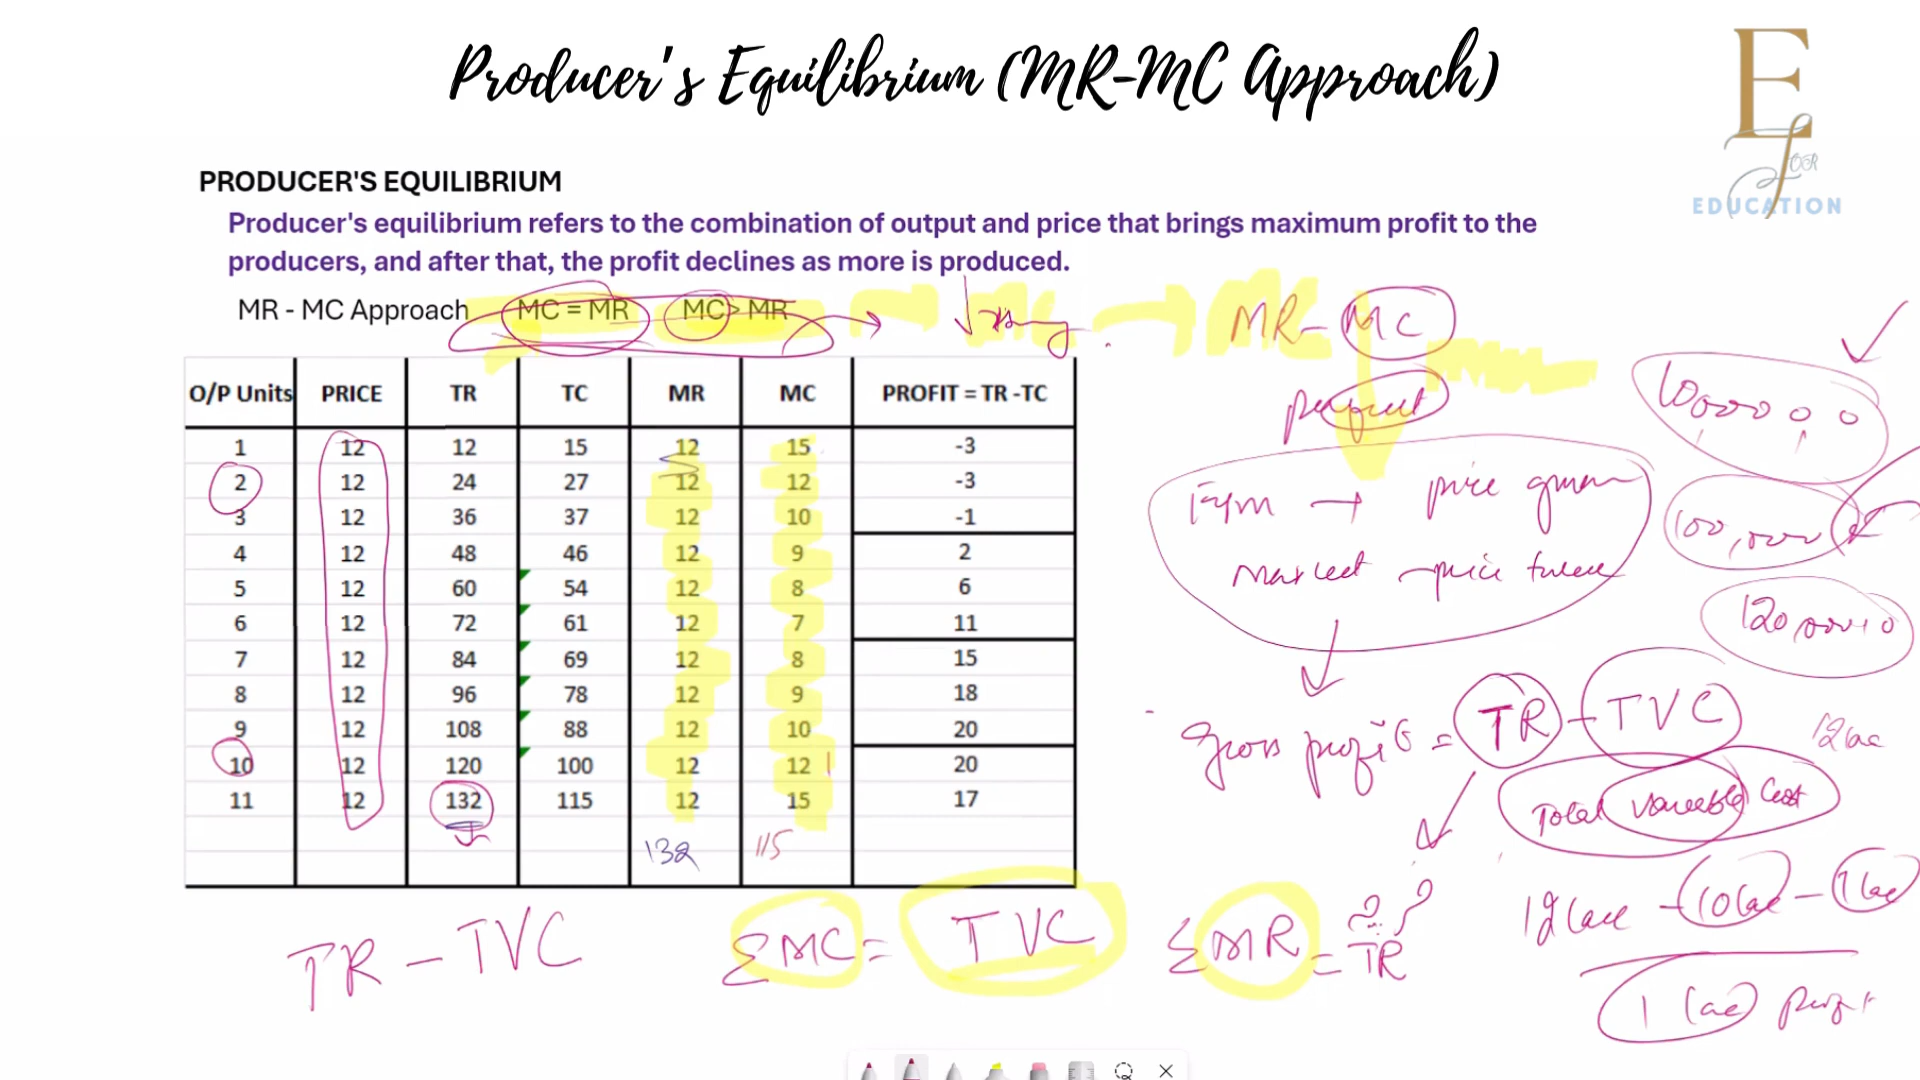 Producer's Equilibrium (MR-MC Approach)
E
FOR
EDUCATION
PRODUCER'S EQUILIBRIUM
Producer's equilibrium refers to the combination of output and price that brings maximum profit to the
producers, and after that, the profit declines as more is produced.
MR - MC Approach MC = MR MC > MR
MR - MC
O/P Units PRICE TR TC MR MC PROFIT = TR -TC
1 12 12 15 12 15 -3
2 12 24 27 12 12 -3
3 12 36 37 12 10 -1
4 12 48 46 12 9 2
5 12 60 54 12 8 6
6 12 72 61 12 7 11
7 12 84 69 12 8 15
8 12 96 78 12 9 18
9 12 108 88 12 10 20
10 12 120 100 12 12 20
11 12 132 115 12 15 17
132 115
Firm → price
Market - price
Gross profit = TR - TVC
Total Variable Cost
TR - TVC
ΣMC = TVC
ΣMR = TR
??
12 lac - 10 lac - 1 lac
1 lac profit